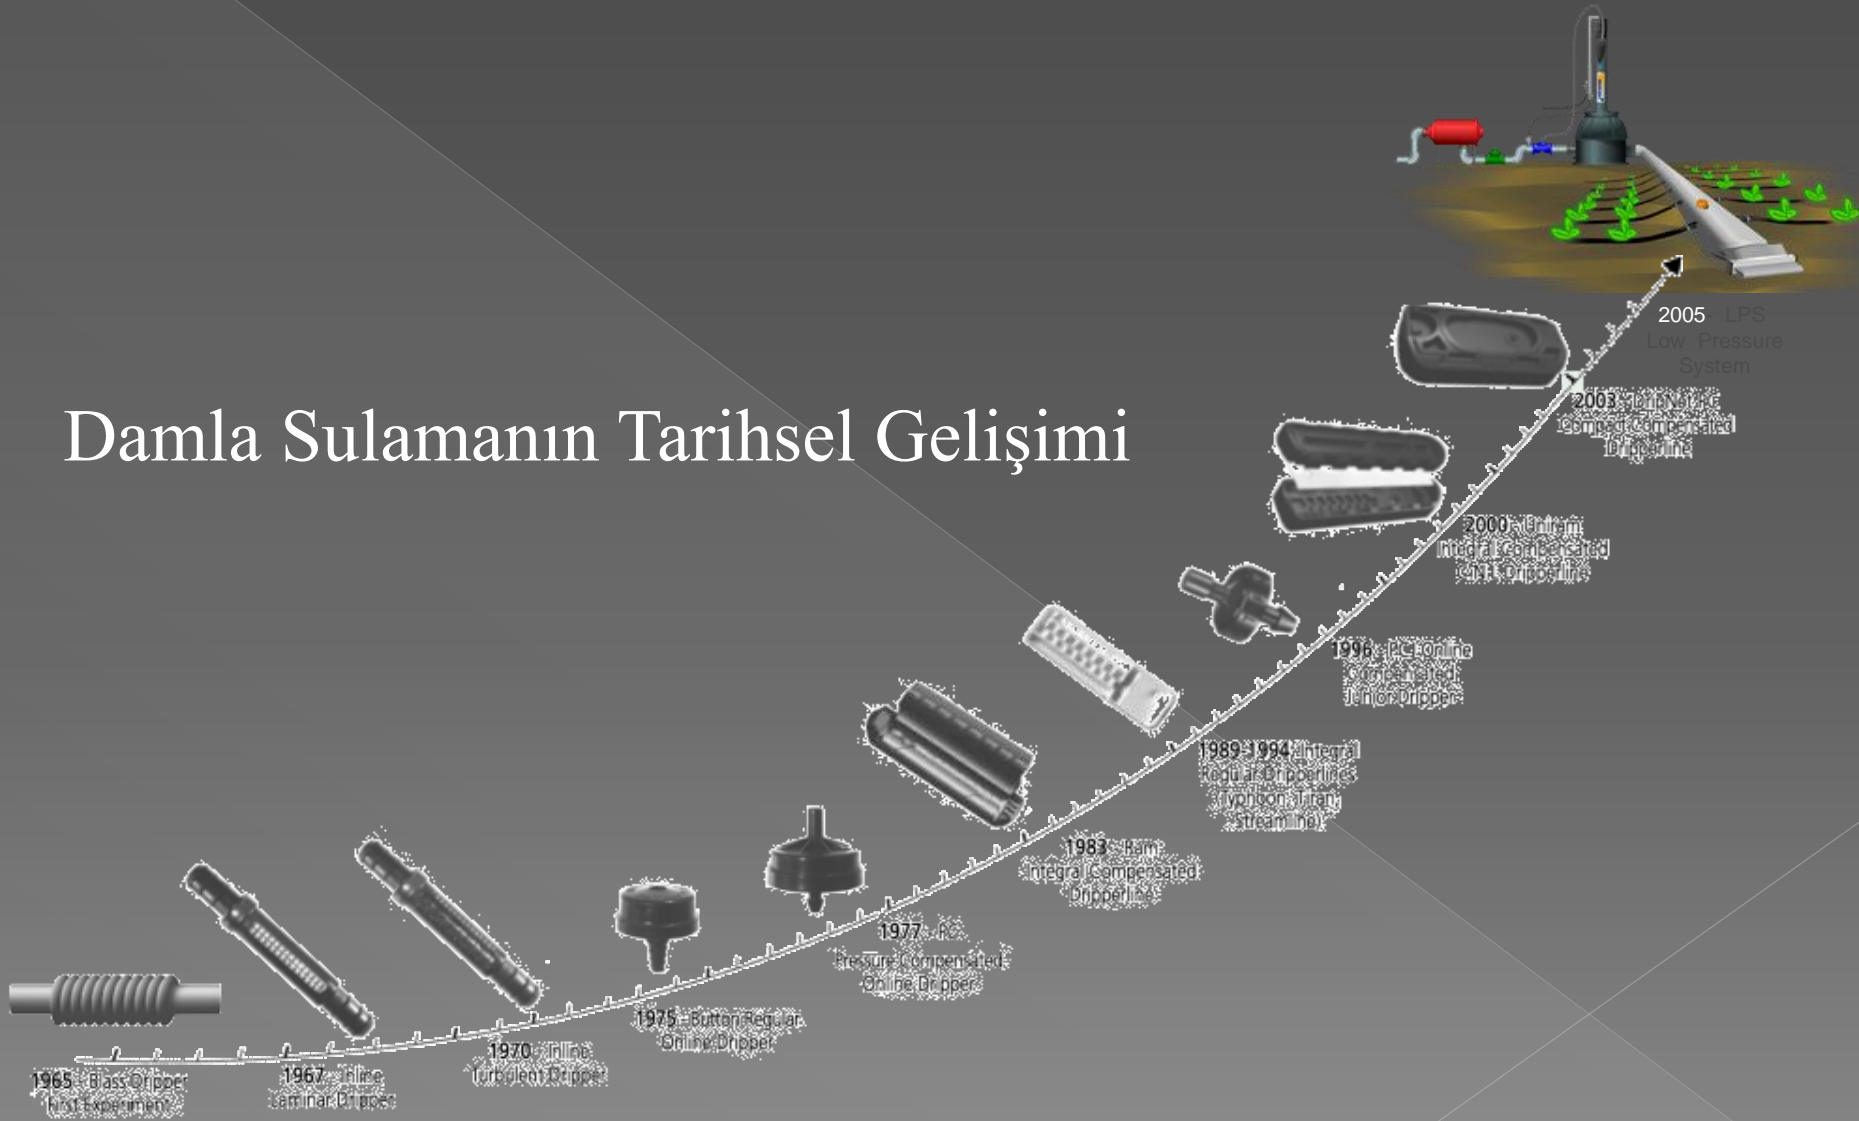 Damla Sulamanın Tarihsel Gelişimi
1965 - Blass Dripper
First Experiment
1967 - Inline
Laminar Dripper
1970 - Inline
Turbulent Dripper
1975 - Button Regular
Online Dripper
1977 - PC
Pressure Compensated
Online Dripper
1983 - Ram
Integral Compensated
Dripperline
1989-1994 - Integral
Regular Dripperlines
(Typhoon, Tiran,
Streamline)
1996 - PCJ Online
Compensated
Junior Dripper
2000 - Uniram
Integral Compensated
CNL Dripperline
2003 - DripNet PC
Compact Compensated
Dripperline
2005 - LPS
Low Pressure
System